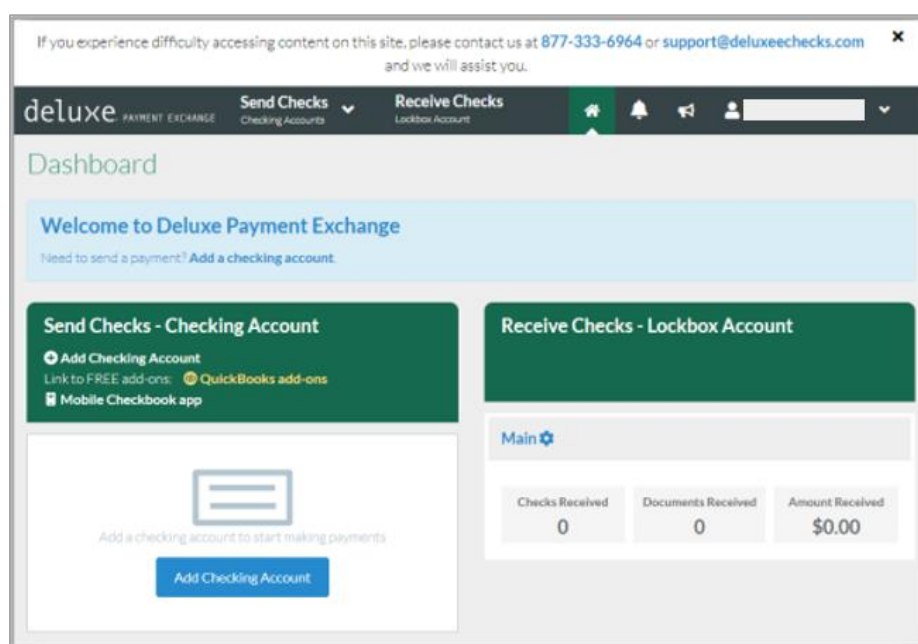 If you experience difficulty accessing content on this site, please contact us at 877-333-6964 or support@deluxeechecks.com
and we will assist you.
deluxe PAYMENT EXCHANGE
Send Checks
Checking Accounts
Receive Checks
Lockbox Account
Dashboard
Welcome to Deluxe Payment Exchange
Need to send a payment? Add a checking account.
Send Checks - Checking Account
Add Checking Account
Link to FREE add-ons: QuickBooks add-ons
Mobile Checkbook app
Add a checking account to start making payments
Add Checking Account
Receive Checks - Lockbox Account
Main
Checks Received
0
Documents Received
0
Amount Received
$0.00